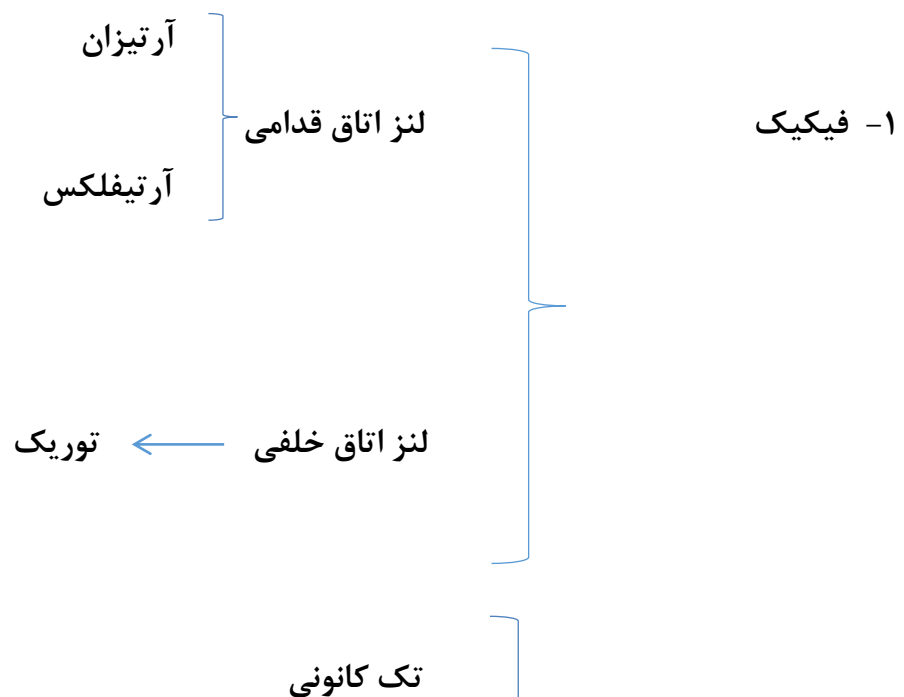 آرتیزان
۱- فیکیک لنز اتاق قدامی
آرتیفلکس
لنز اتاق خلفی توریک
تک کانونی